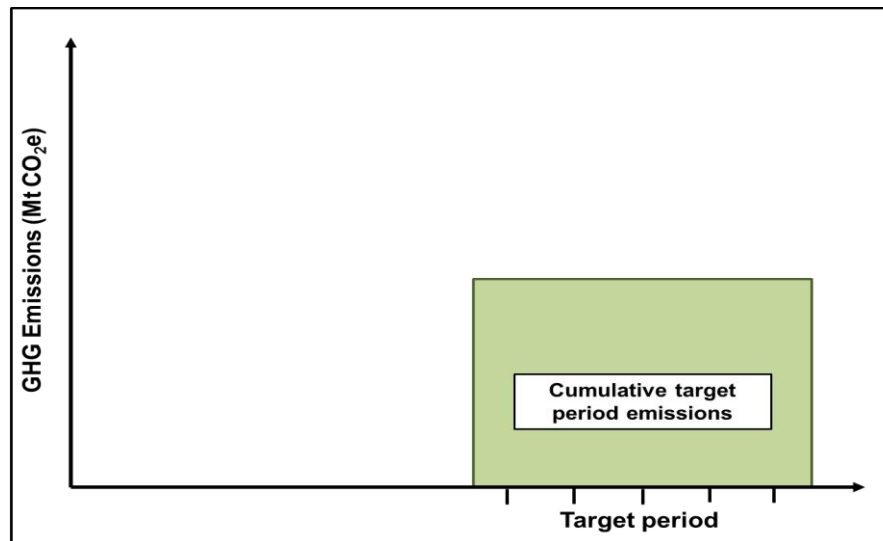 GHG Emissions (Mt CO₂e)
Cumulative target
period emissions
Target period